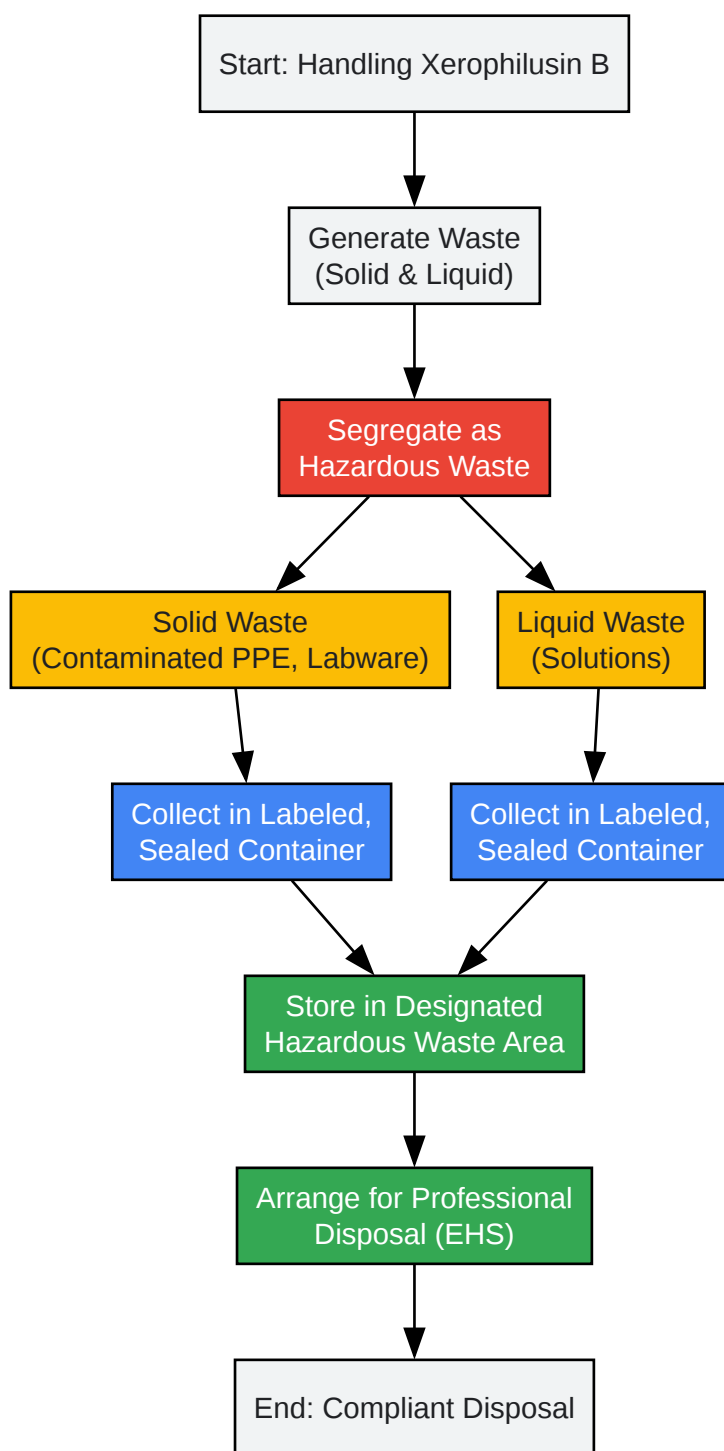 Start: Handling Xerophilusin B
Generate Waste
(Solid & Liquid)
Segregate as
Hazardous Waste
Solid Waste
(Contaminated PPE, Labware)
Liquid Waste
(Solutions)
Collect in Labeled,
Sealed Container
Collect in Labeled,
Sealed Container
Store in Designated
Hazardous Waste Area
Arrange for Professional
Disposal (EHS)
End: Compliant Disposal